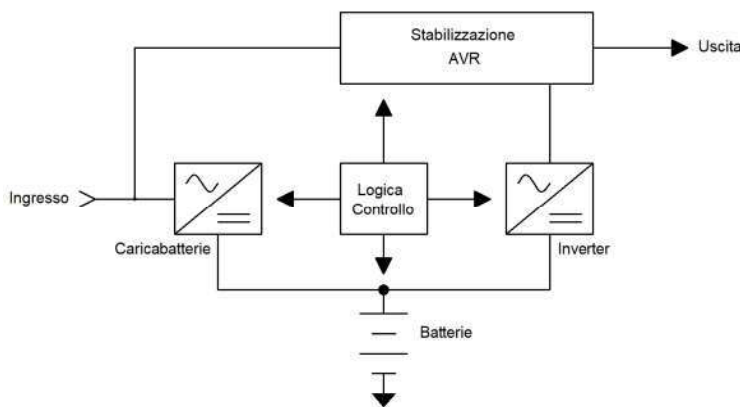 Stabilizzazione
AVR
Uscita
Ingresso
Logica
Controllo
Caricabatterie
Inverter
Batterie